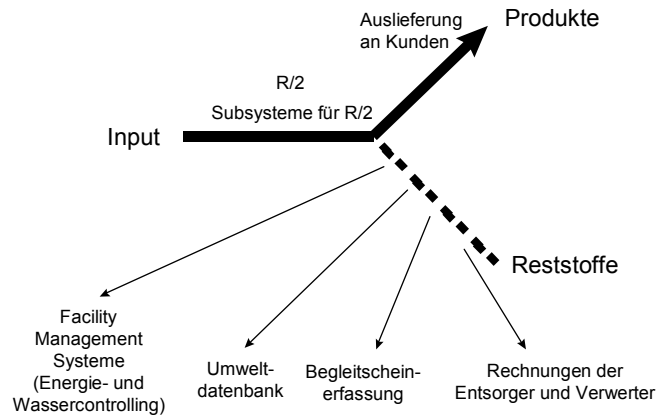 Auslieferung
an Kunden
Produkte
R/2
Subsysteme für R/2
Input
Reststoffe
Facility
Management
Systeme
(Energie- und
Wassercontrolling)
Umwelt-
datenbank
Begleitschein-
erfassung
Rechnungen der
Entsorger und Verwerter